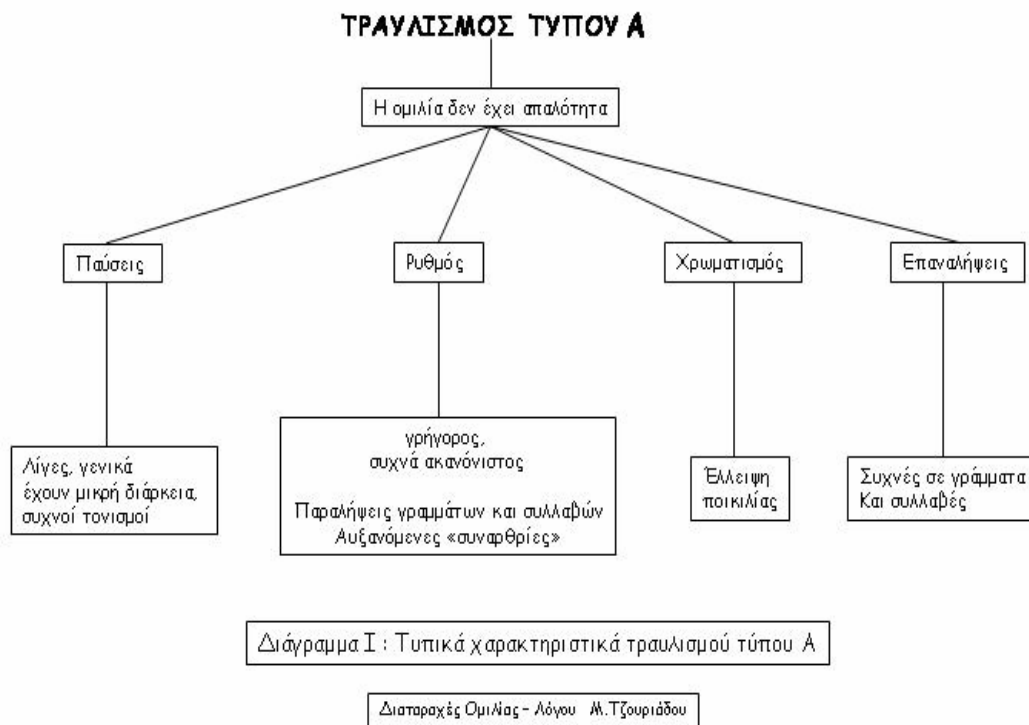 ΤΡΑΥΛΙΣΜΟΣ ΤΥΠΟΥ Α
Η ομιλία δεν έχει απαλότητα
Παύσεις
Ρυθμός
Χρωματισμός
Επαναλήψεις
Λίγες, γενικά
έχουν μικρή διάρκεια,
συχνοί τονισμοί
γρήγορος,
συχνά ακανόνιστος
Παραλήψεις γραμμάτων και συλλαβών
Αυξανόμενες «συναρθρίες»
Έλλειψη
ποικιλίας
Συχνές σε γράμματα
Και συλλαβές
Διάγραμμα Ι : Τυπικά χαρακτηριστικά τραυλισμού τύπου Α
Διαταραχές Ομιλίας - Λόγου Μ.Τζουριάδου